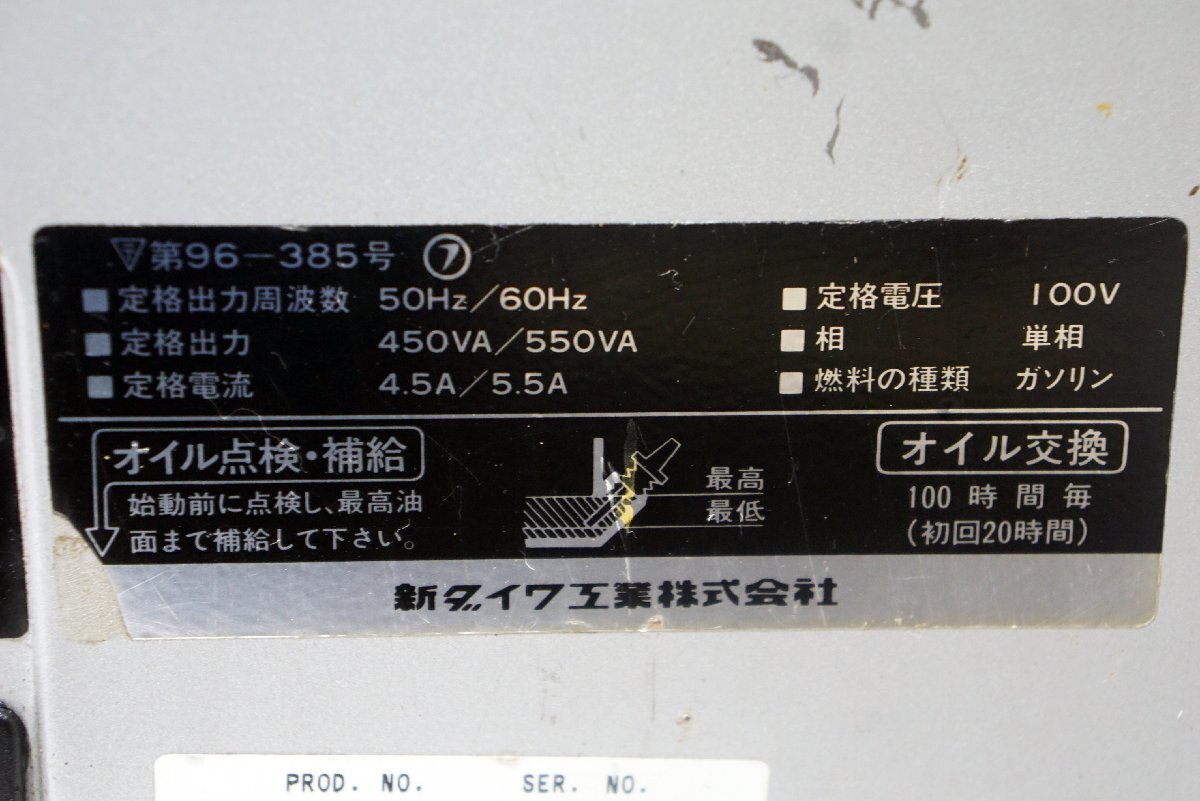 〒第96-385号 フ
■定格出力周波数 50Hz/60Hz ■定格電圧 100V
■定格出力 450VA/550VA ■相 単相
■定格電流 4.5A/5.5A ■燃料の種類 ガソリン
オイル点検・補給
始動前に点検し、最高油
面まで補給して下さい。
最高
最低
オイル交換
100時間毎
(初回20時間)
新ダイワ工業株式会社
PROD. NO. SER. NO.